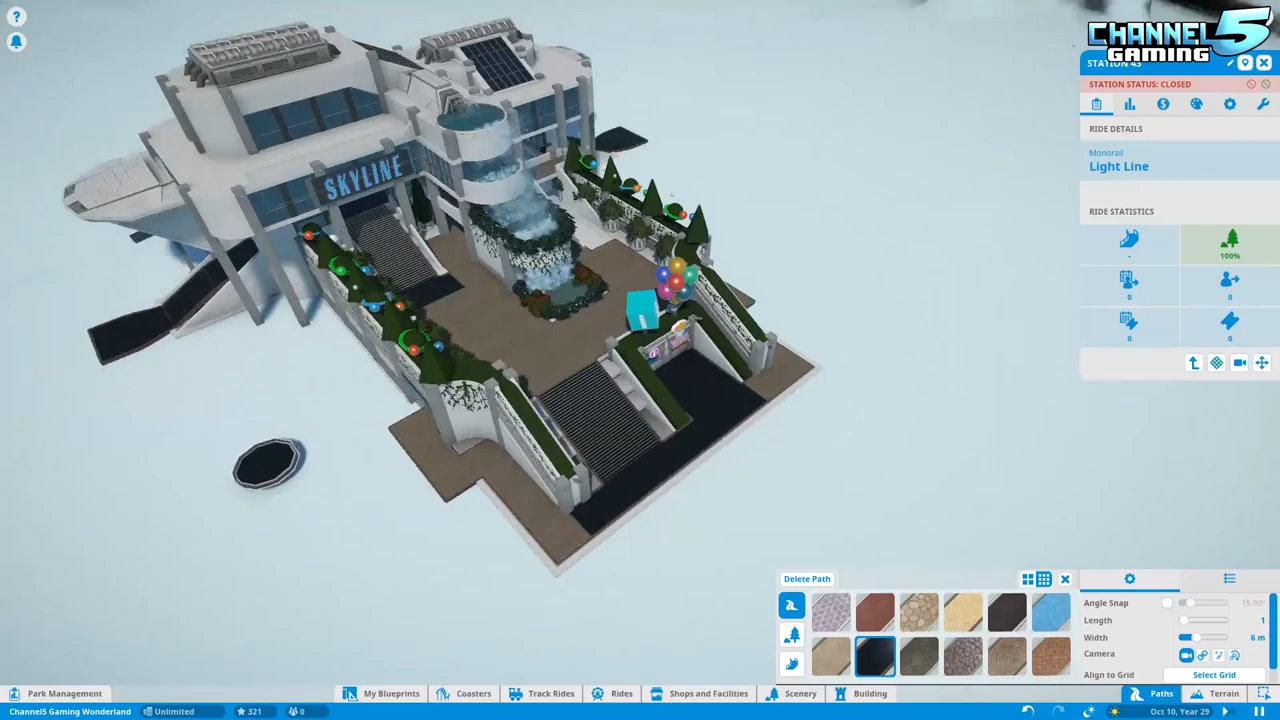 CHANNEL 5
GAMING
STATION 43
STATION STATUS: CLOSED
RIDE DETAILS
Monorail
Light Line
RIDE STATISTICS
-
100%
0
0
0
0
SKYLINE
Delete Path
Angle Snap
15.00°
Length
1
Width
6 m
Camera
Align to Grid
Select Grid
Park Management
My Blueprints
Coasters
Track Rides
Rides
Shops and Facilities
Scenery
Building
Paths
Terrain
Channel5 Gaming Wonderland
Unlimited
321
0
Oct 10, Year 29